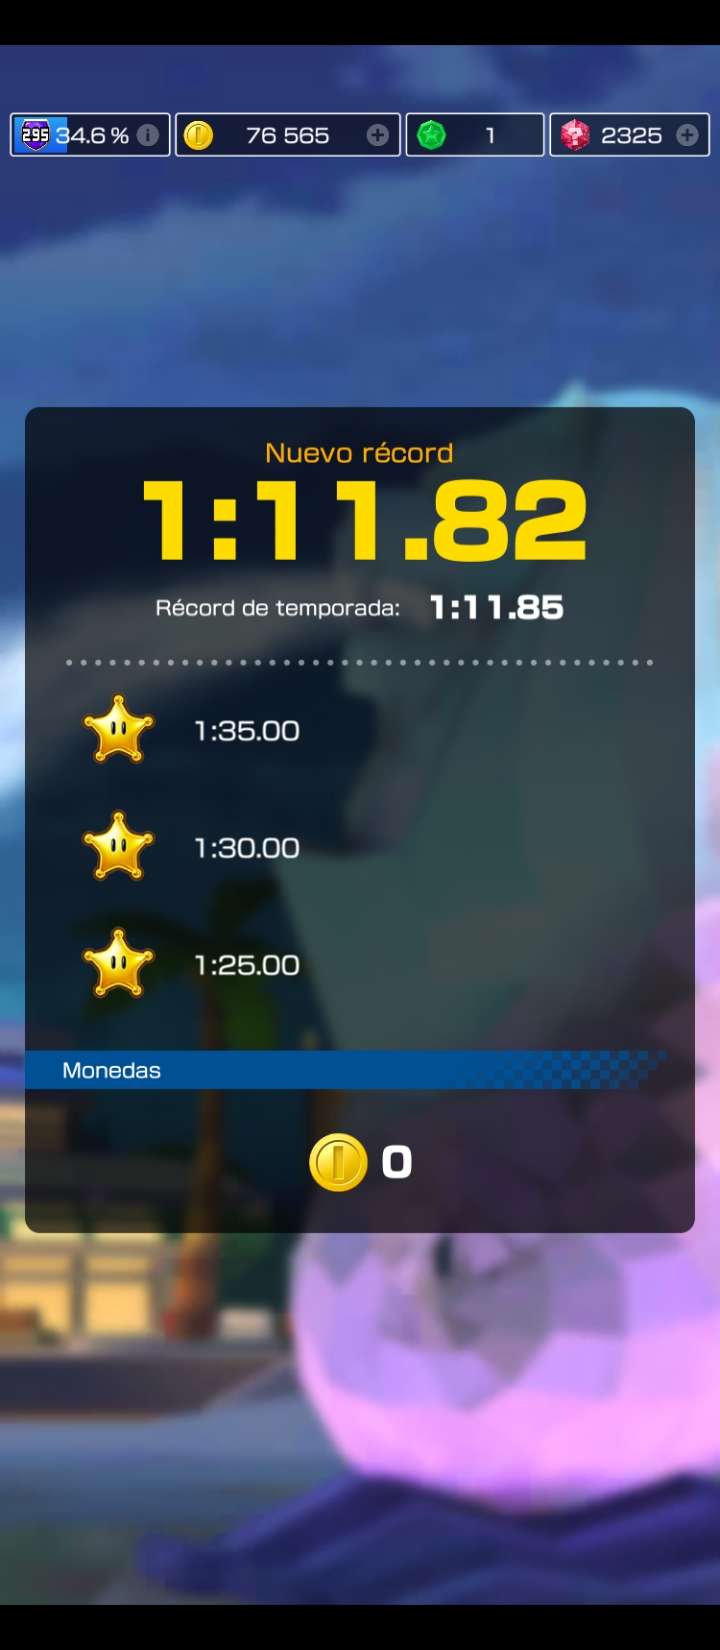 295 34.6 % i 76 565 + 1 ? 2325 +
Nuevo récord
1:11.82
Récord de temporada: 1:11.85
1:35.00
1:30.00
1:25.00
Monedas
0